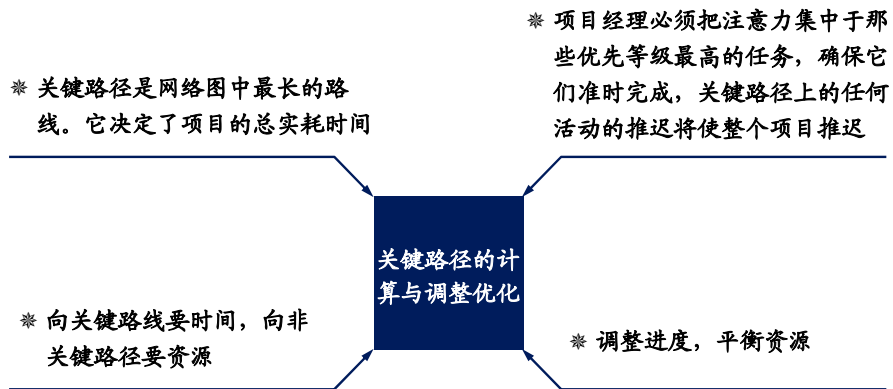 ✵ 关键路径是网络图中最长的路
线。它决定了项目的总实耗时间
✵ 项目经理必须把注意力集中于那
些优先等级最高的任务，确保它
们准时完成，关键路径上的任何
活动的推迟将使整个项目推迟
关键路径的计
算与调整优化
✵ 向关键路线要时间，向非
关键路径要资源
✵ 调整进度，平衡资源